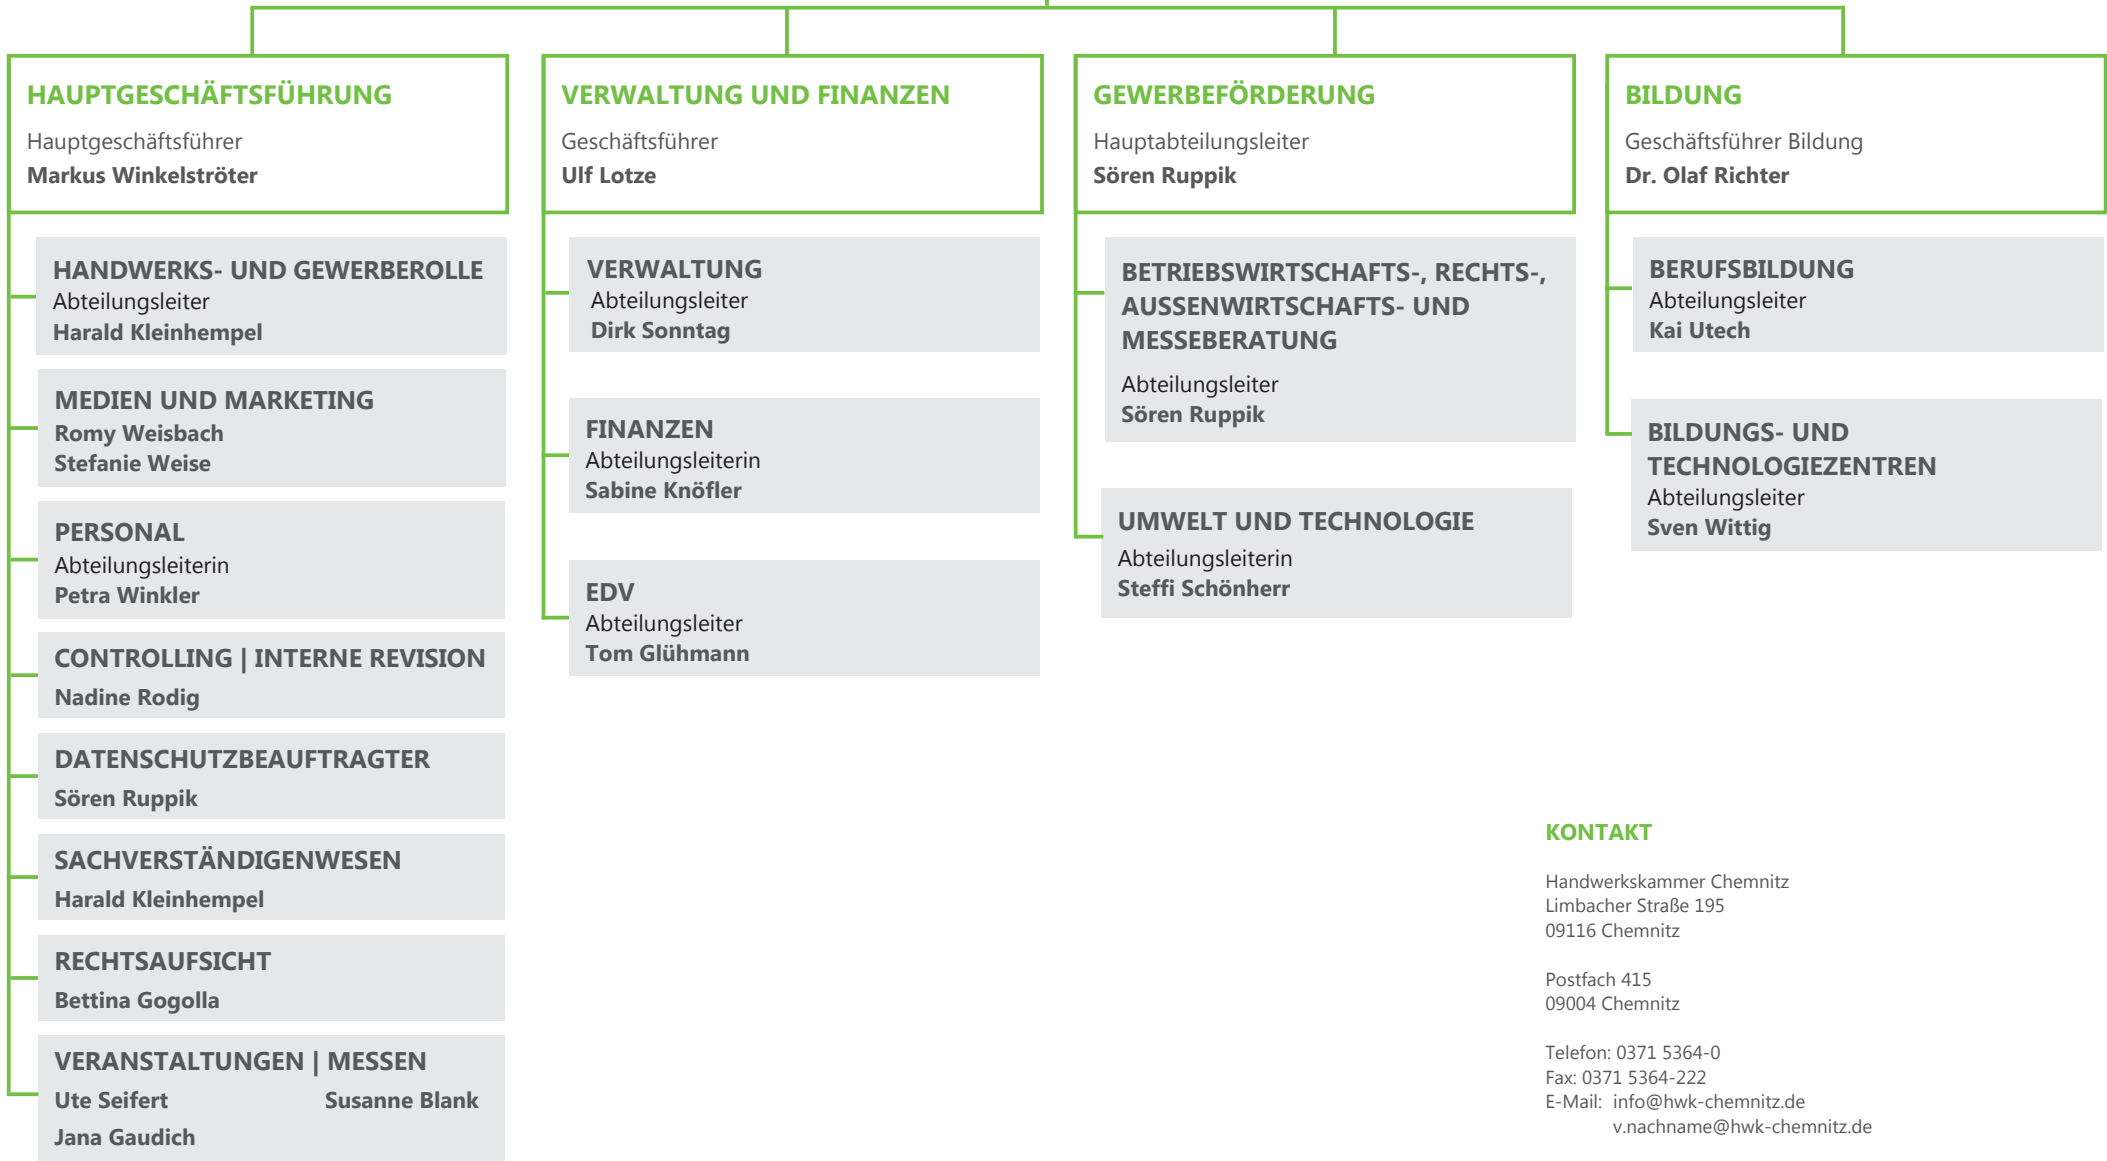 HAUPTGESCHÄFTSFÜHRUNG
Hauptgeschäftsführer
Markus Winkelströter
HANDWERKS- UND GEWERBEROLLE
Abteilungsleiter
Harald Kleinhempel
MEDIEN UND MARKETING
Romy Weisbach
Stefanie Weise
PERSONAL
Abteilungsleiterin
Petra Winkler
CONTROLLING | INTERNE REVISION
Nadine Rodig
DATENSCHUTZBEAUFTRAGTER
Sören Ruppik
SACHVERSTÄNDIGENWESEN
Harald Kleinhempel
RECHTSAUFSICHT
Bettina Gogolla
VERANSTALTUNGEN | MESSEN
Ute Seifert Susanne Blank
Jana Gaudich
VERWALTUNG UND FINANZEN
Geschäftsführer
Ulf Lotze
VERWALTUNG
Abteilungsleiter
Dirk Sonntag
FINANZEN
Abteilungsleiterin
Sabine Knöfler
EDV
Abteilungsleiter
Tom Glühmann
GEWERBEFÖRDERUNG
Hauptabteilungsleiter
Sören Ruppik
BETRIEBSWIRTSCHAFTS-, RECHTS-,
AUSSENWIRTSCHAFTS- UND
MESSEBERATUNG
Abteilungsleiter
Sören Ruppik
UMWELT UND TECHNOLOGIE
Abteilungsleiterin
Steffi Schönherr
BILDUNG
Geschäftsführer Bildung
Dr. Olaf Richter
BERUFSBILDUNG
Abteilungsleiter
Kai Utech
BILDUNGS- UND
TECHNOLOGIEZENTREN
Abteilungsleiter
Sven Wittig
KONTAKT
Handwerkskammer Chemnitz
Limbacher Straße 195
09116 Chemnitz
Postfach 415
09004 Chemnitz
Telefon: 0371 5364-0
Fax: 0371 5364-222
E-Mail: info@hwk-chemnitz.de
v.nachname@hwk-chemnitz.de